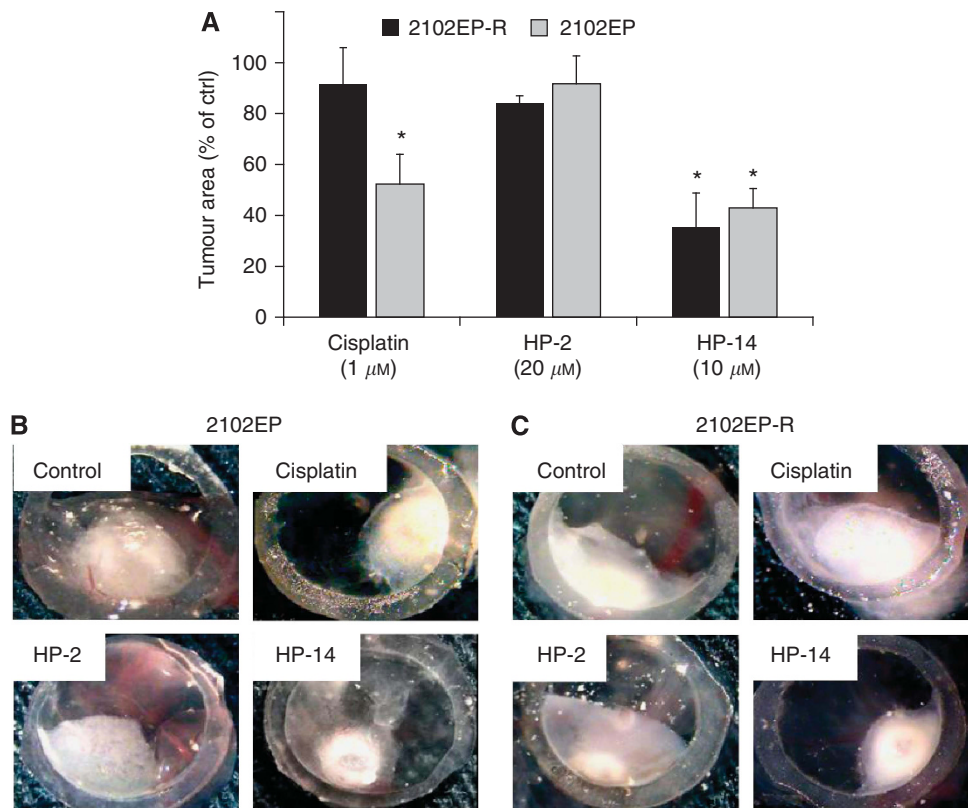 A
2102EP-R 2102EP
Tumour area (% of ctrl)
100
80
60
40
20
0
*
*
*
Cisplatin
(1 μM)
HP-2
(20 μM)
HP-14
(10 μM)
B
2102EP
Control
Cisplatin
HP-2
HP-14
C
2102EP-R
Control
Cisplatin
HP-2
HP-14